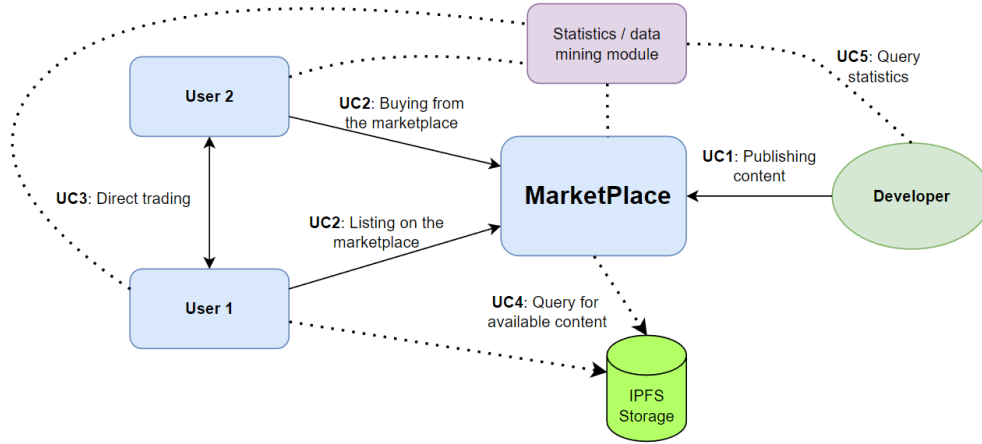 Statistics / data
mining module
UC5: Query
statistics
User 2
UC2: Buying from
the marketplace
UC1: Publishing
content
MarketPlace
Developer
UC3: Direct trading
UC2: Listing on the
marketplace
User 1
UC4: Query for
available content
IPFS
Storage